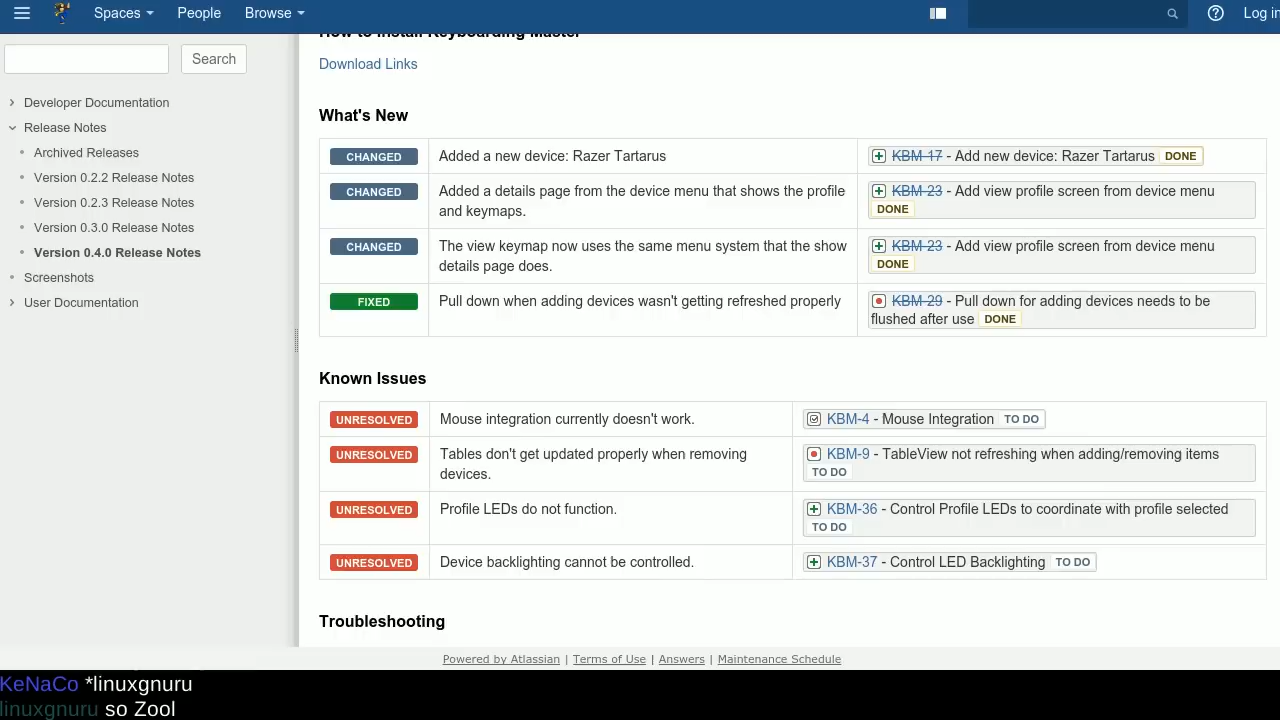 Spaces People Browse Log in
How to Install Keyboarding Master
Search
Download Links
Developer Documentation
Release Notes
Archived Releases
Version 0.2.2 Release Notes
Version 0.2.3 Release Notes
Version 0.3.0 Release Notes
Version 0.4.0 Release Notes
Screenshots
User Documentation
What's New
CHANGED Added a new device: Razer Tartarus KBM-17 - Add new device: Razer Tartarus DONE
CHANGED Added a details page from the device menu that shows the profile
and keymaps.
KBM-23 - Add view profile screen from device menu
DONE
CHANGED The view keymap now uses the same menu system that the show
details page does.
KBM-23 - Add view profile screen from device menu
DONE
FIXED Pull down when adding devices wasn't getting refreshed properly
KBM-29 - Pull down for adding devices needs to be
flushed after use DONE
Known Issues
UNRESOLVED Mouse integration currently doesn't work. KBM-4 - Mouse Integration TO DO
UNRESOLVED Tables don't get updated properly when removing
devices.
KBM-9 - TableView not refreshing when adding/removing items
TO DO
UNRESOLVED Profile LEDs do not function.
KBM-36 - Control Profile LEDs to coordinate with profile selected
TO DO
UNRESOLVED Device backlighting cannot be controlled. KBM-37 - Control LED Backlighting TO DO
Troubleshooting
Powered by Atlassian | Terms of Use | Answers | Maintenance Schedule
KeNaCo *linuxgnuru
linuxgnuru so Zool